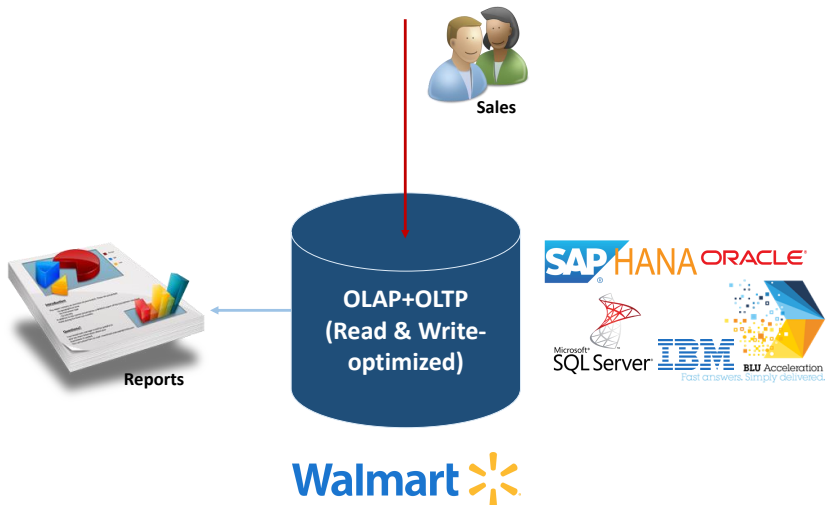 Sales
OLAP+OLTP
(Read & Write-
optimized)
Reports
SAP® HANA
ORACLE®
Microsoft®
SQL Server®
IBM
BLU Acceleration
Fast answers. Simply delivered.
Walmart